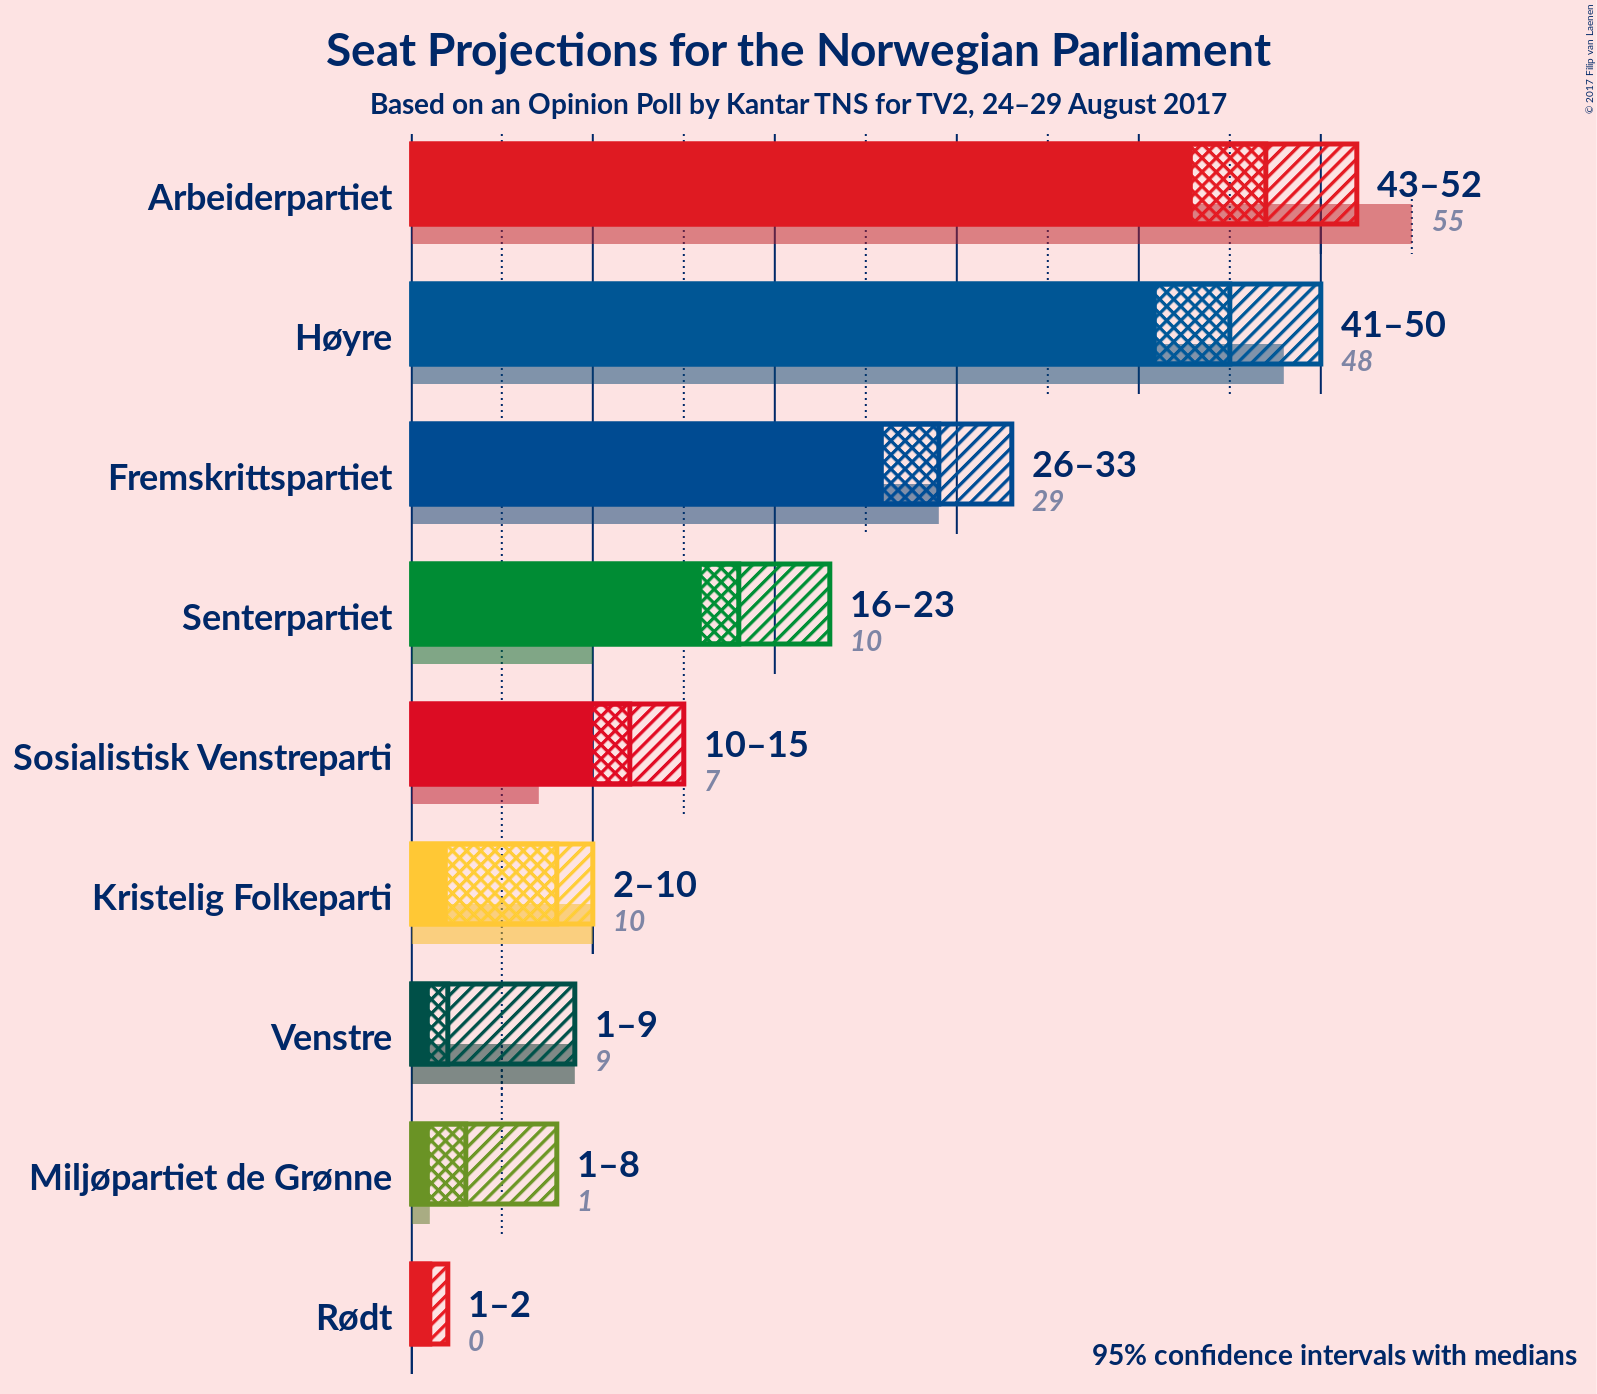 Seat Projections for the Norwegian Parliament
Based on an Opinion Poll by Kantar TNS for TV2, 24–29 August 2017
© 2017 Filip van Laenen
Arbeiderpartiet
43–52
55
Høyre
41–50
48
Fremskrittspartiet
26–33
29
Senterpartiet
16–23
10
Sosialistisk Venstreparti
10–15
7
Kristelig Folkeparti
2–10
10
Venstre
1–9
9
Miljøpartiet de Grønne
1–8
1
Rødt
1–2
0
95% confidence intervals with medians